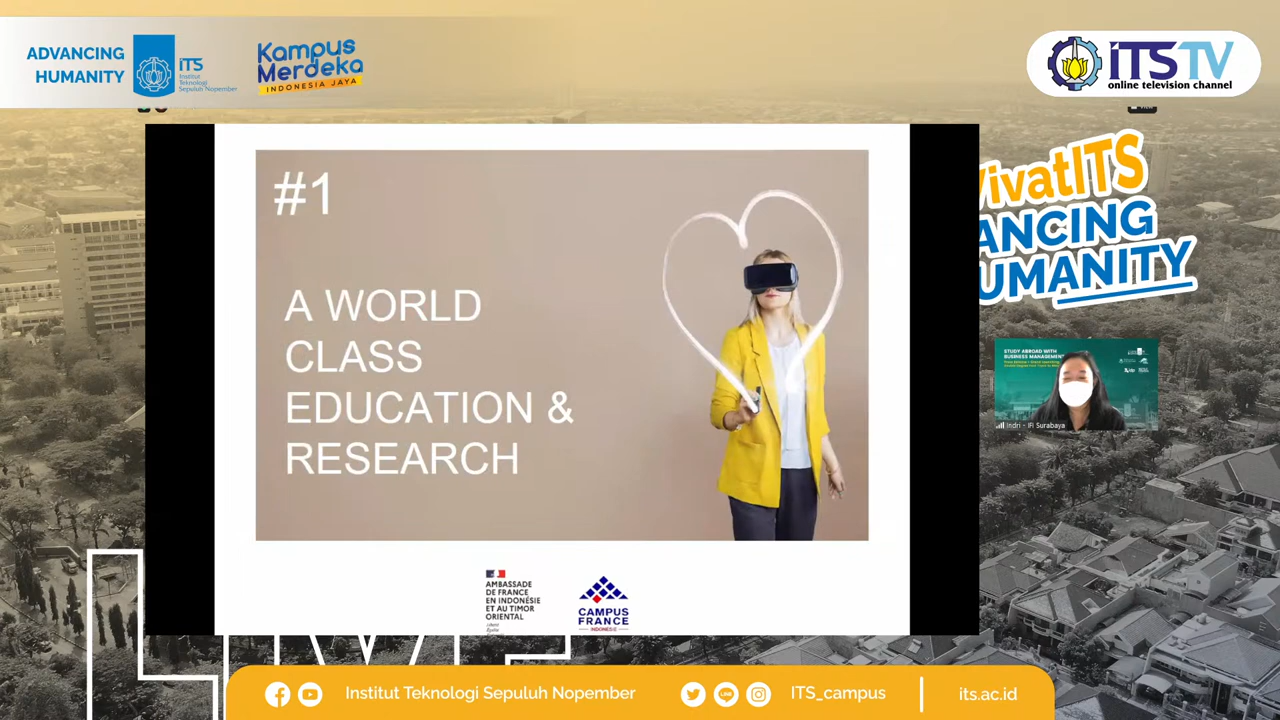 ADVANCING
HUMANITY
iTS
Institut
Teknologi
Sepuluh Nopember
Kampus
Merdeka
INDONESIA JAYA
iTSTV
online television channel
#1
A WORLD
CLASS
EDUCATION &
RESEARCH
AMBASSADE
DE FRANCE
EN INDONÉSIE
ET AU TIMOR
ORIENTAL
CAMPUS
FRANCE
INDONESIE
VivatITS
ANCING
UMANITY
STUDY ABROAD WITH
BUSINESS MANAGEMENT
Indri - IFI Surabaya
LIVE
Institut Teknologi Sepuluh Nopember
ITS_campus
its.ac.id